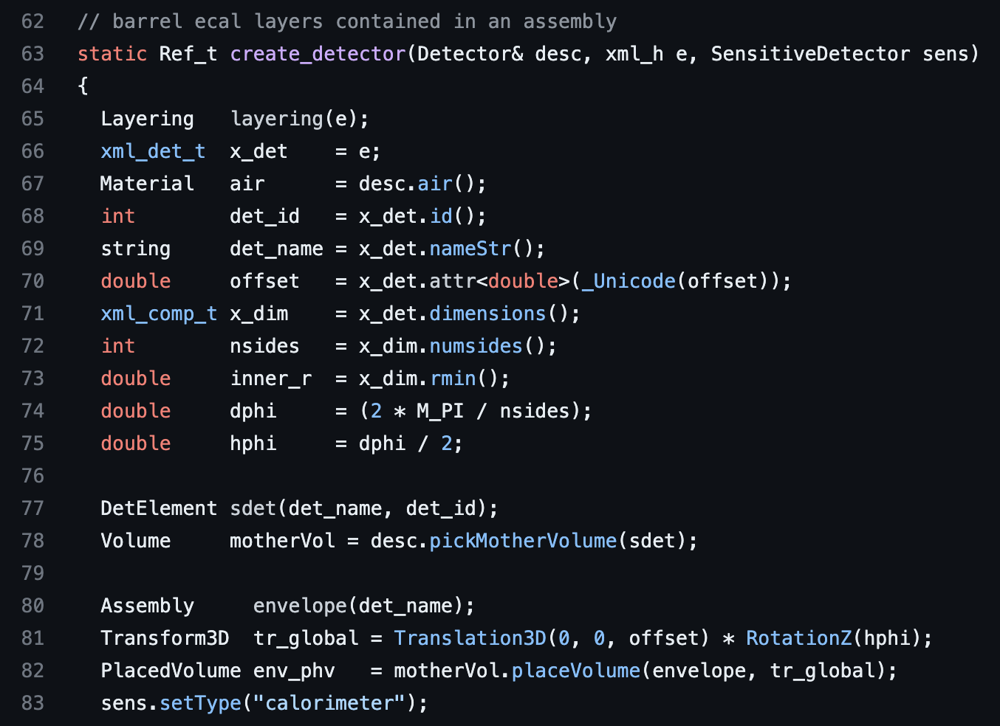 62 // barrel ecal layers contained in an assembly
63 static Ref_t create_detector(Detector& desc, xml_h e, SensitiveDetector sens)
64 {
65   Layering   layering(e);
66   xml_det_t  x_det    = e;
67   Material   air      = desc.air();
68   int        det_id   = x_det.id();
69   string     det_name = x_det.nameStr();
70   double     offset   = x_det.attr<double>(_Unicode(offset));
71   xml_comp_t x_dim    = x_det.dimensions();
72   int        nsides   = x_dim.numsides();
73   double     inner_r  = x_dim.rmin();
74   double     dphi     = (2 * M_PI / nsides);
75   double     hphi     = dphi / 2;
76
77   DetElement sdet(det_name, det_id);
78   Volume     motherVol = desc.pickMotherVolume(sdet);
79
80   Assembly     envelope(det_name);
81   Transform3D  tr_global = Translation3D(0, 0, offset) * RotationZ(hphi);
82   PlacedVolume env_phv   = motherVol.placeVolume(envelope, tr_global);
83   sens.setType("calorimeter");